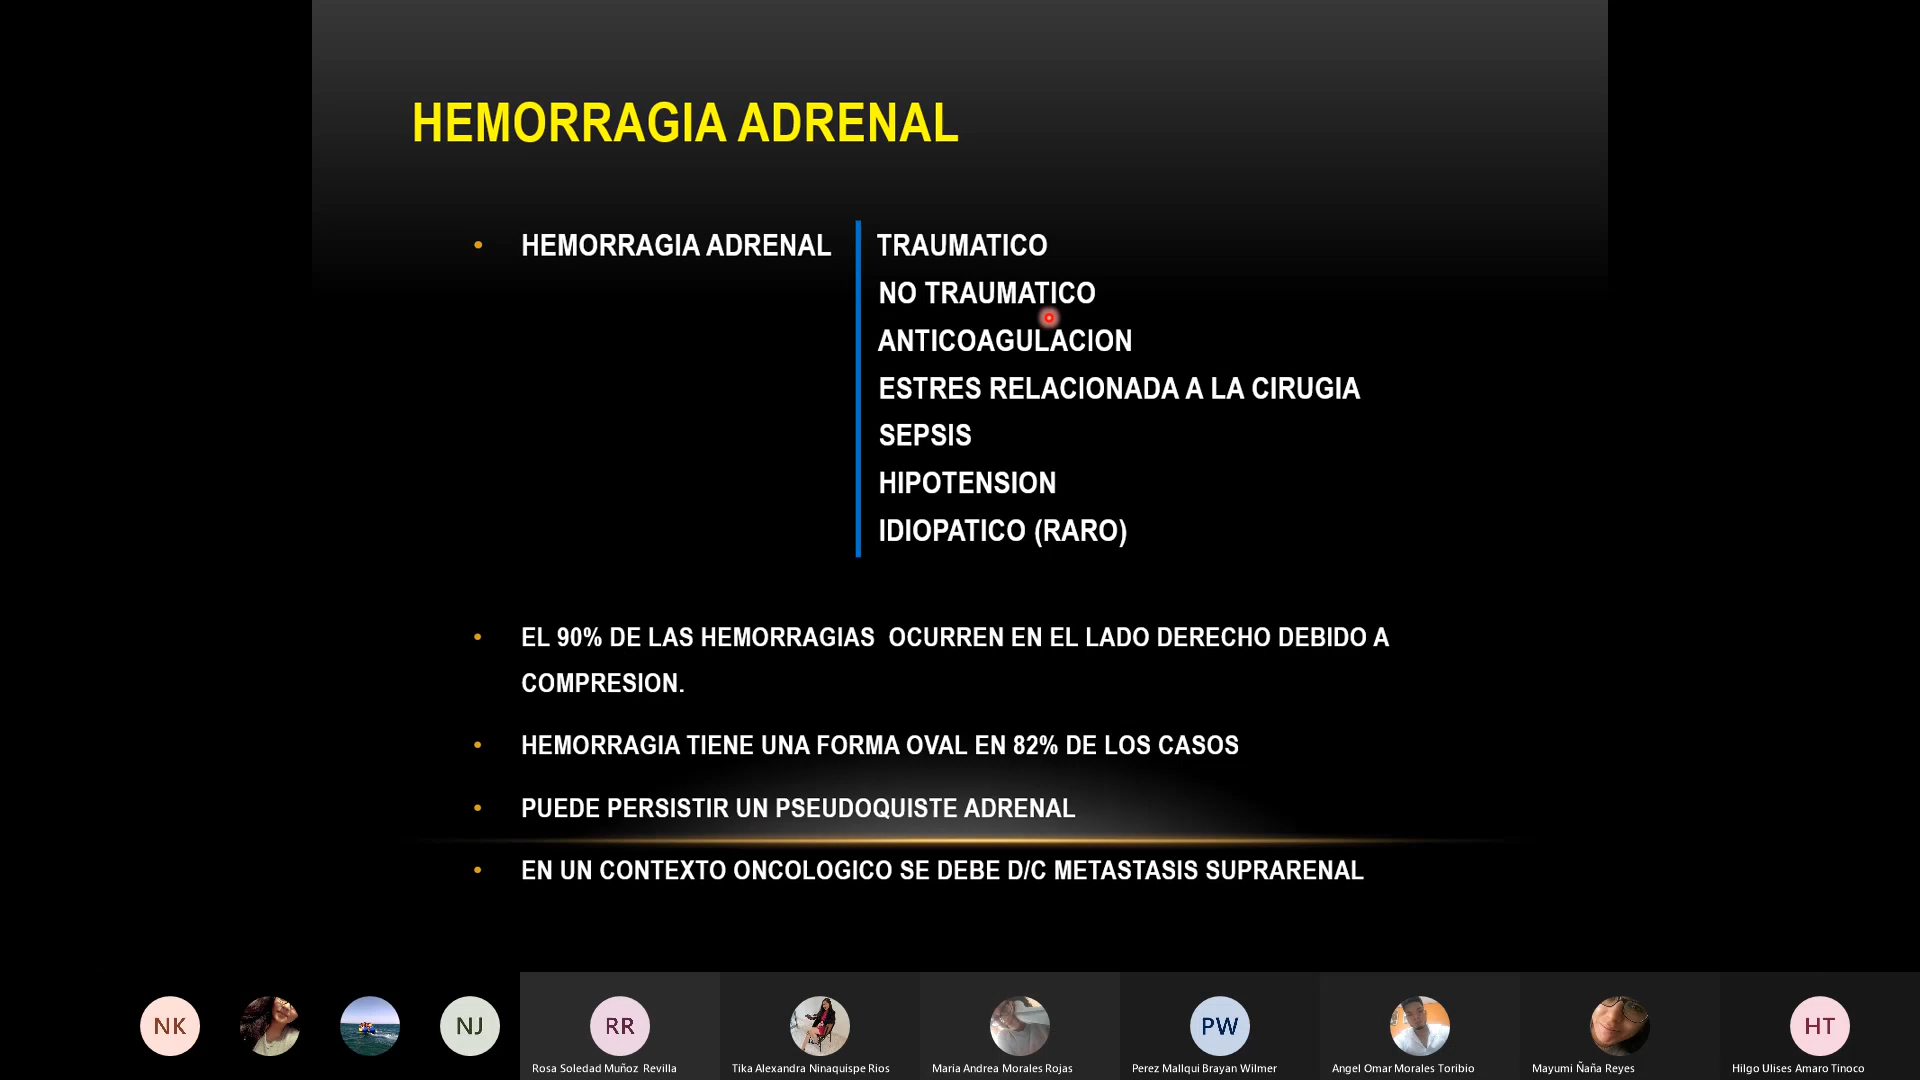 HEMORRAGIA ADRENAL
• HEMORRAGIA ADRENAL
TRAUMATICO
NO TRAUMATICO
ANTICOAGULACION
ESTRES RELACIONADA A LA CIRUGIA
SEPSIS
HIPOTENSION
IDIOPATICO (RARO)
• EL 90% DE LAS HEMORRAGIAS OCURREN EN EL LADO DERECHO DEBIDO A
COMPRESION.
• HEMORRAGIA TIENE UNA FORMA OVAL EN 82% DE LOS CASOS
• PUEDE PERSISTIR UN PSEUDOQUISTE ADRENAL
• EN UN CONTEXTO ONCOLOGICO SE DEBE D/C METASTASIS SUPRARENAL
NK
NJ
RR
PW
HT
Rosa Soledad Muñoz Revilla
Tika Alexandra Ninaquispe Rios
Maria Andrea Morales Rojas
Perez Mallqui Brayan Wilmer
Angel Omar Morales Toribio
Mayumi Ñaña Reyes
Hilgo Ulises Amaro Tinoco